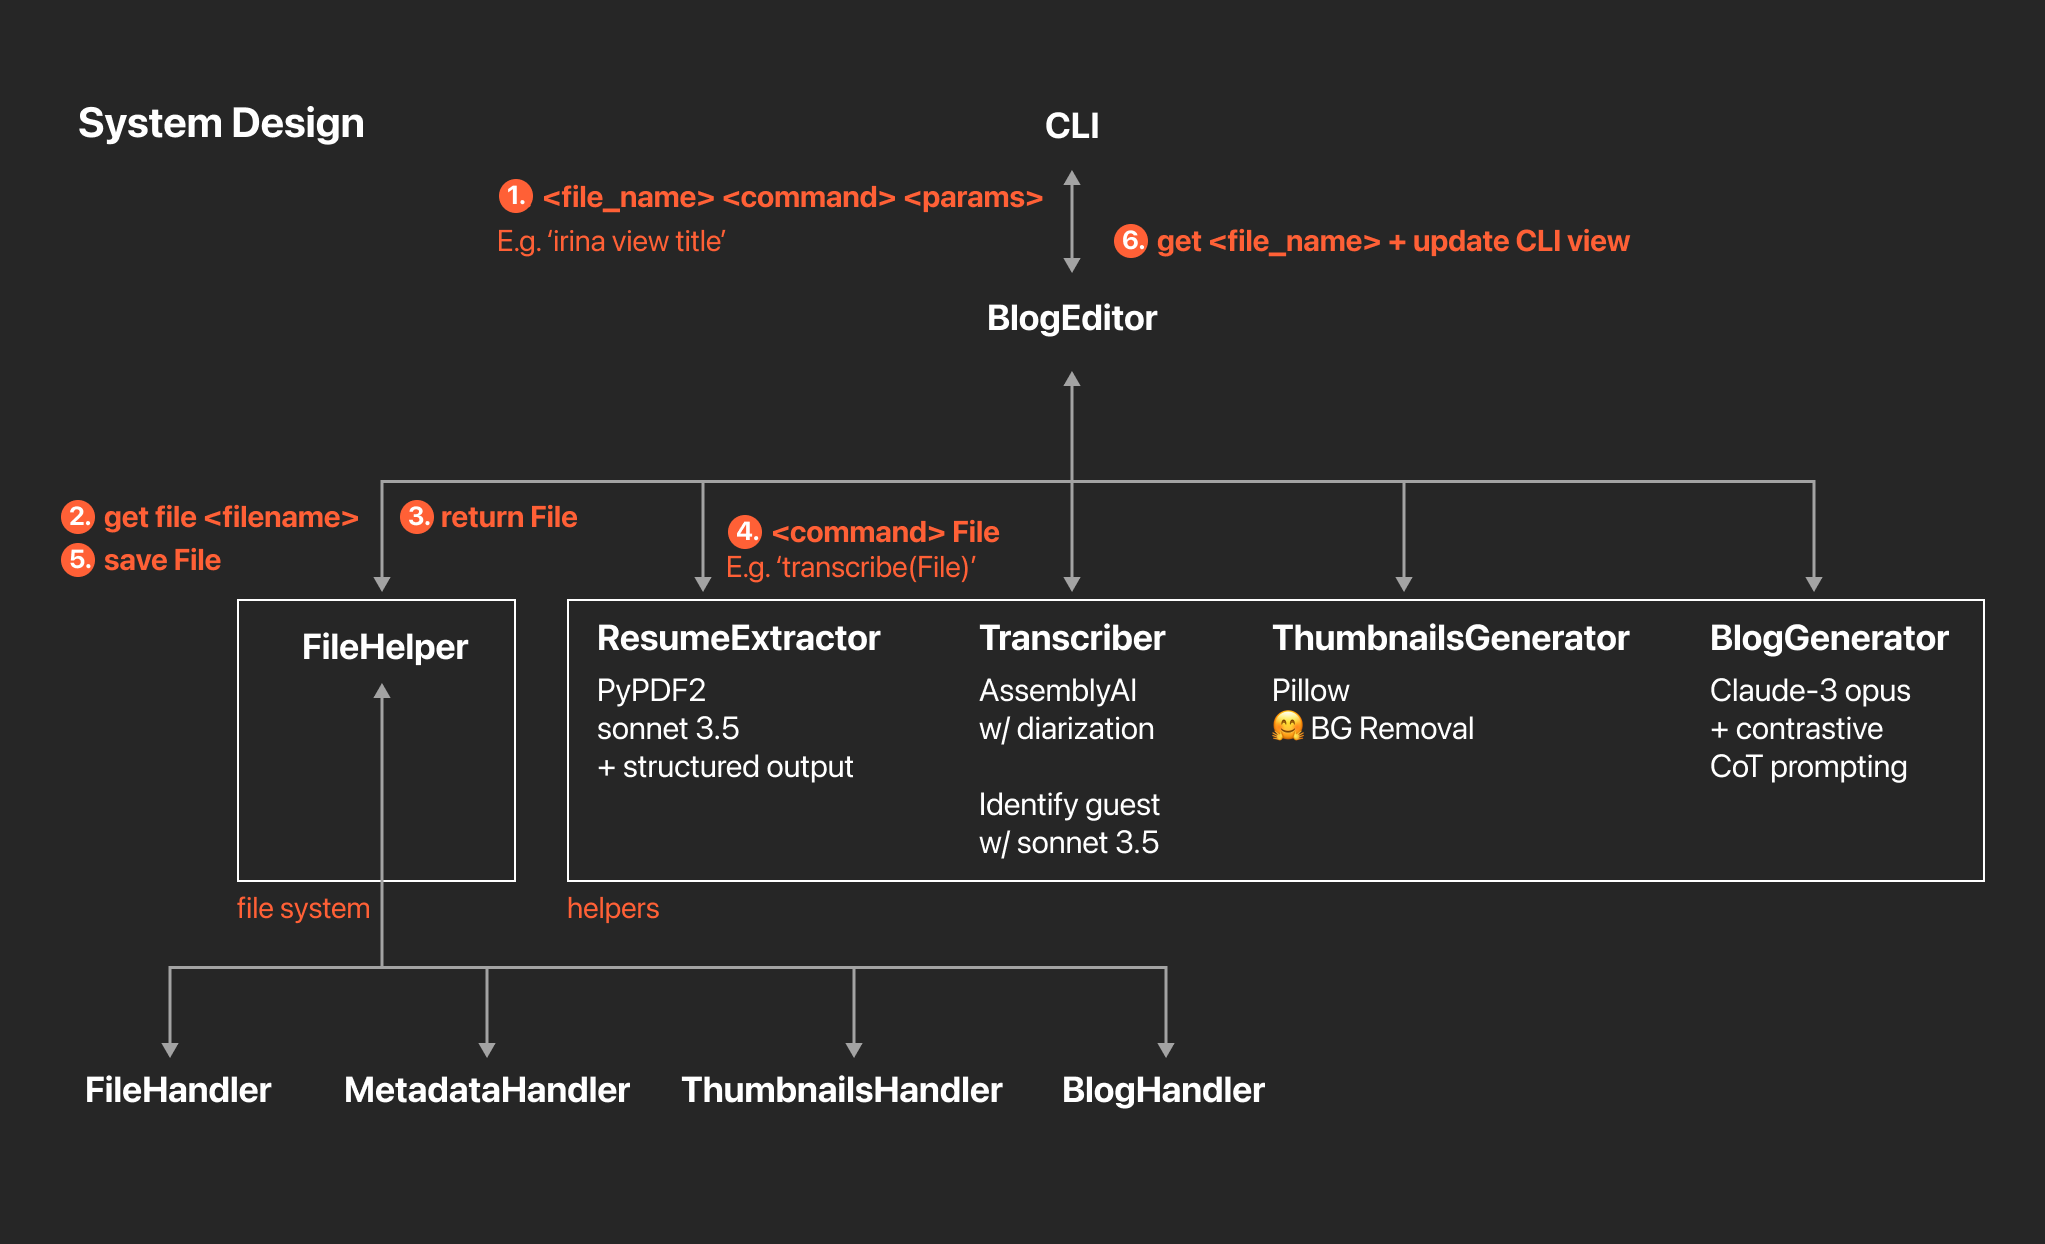 System Design
CLI
1. <file_name> <command> <params>
E.g. ‘irina view title’
6. get <file_name> + update CLI view
BlogEditor
2. get file <filename>
5. save File
3. return File
4. <command> File
E.g. ‘transcribe(File)’
FileHelper
file system
ResumeExtractor
PyPDF2
sonnet 3.5
+ structured output
Transcriber
AssemblyAI
w/ diarization
Identify guest
w/ sonnet 3.5
ThumbnailsGenerator
Pillow
🤗 BG Removal
BlogGenerator
Claude-3 opus
+ contrastive
CoT prompting
helpers
FileHandler
MetadataHandler
ThumbnailsHandler
BlogHandler